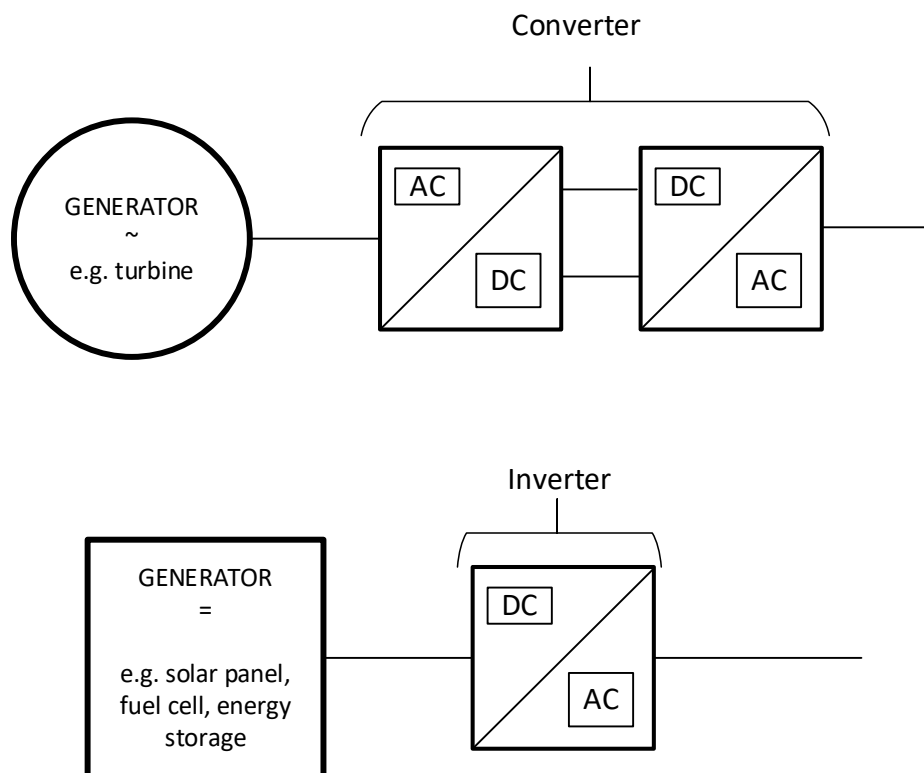 Converter
GENERATOR
~
e.g. turbine
AC
DC
DC
AC
Inverter
GENERATOR
=
e.g. solar panel,
fuel cell, energy
storage
DC
AC